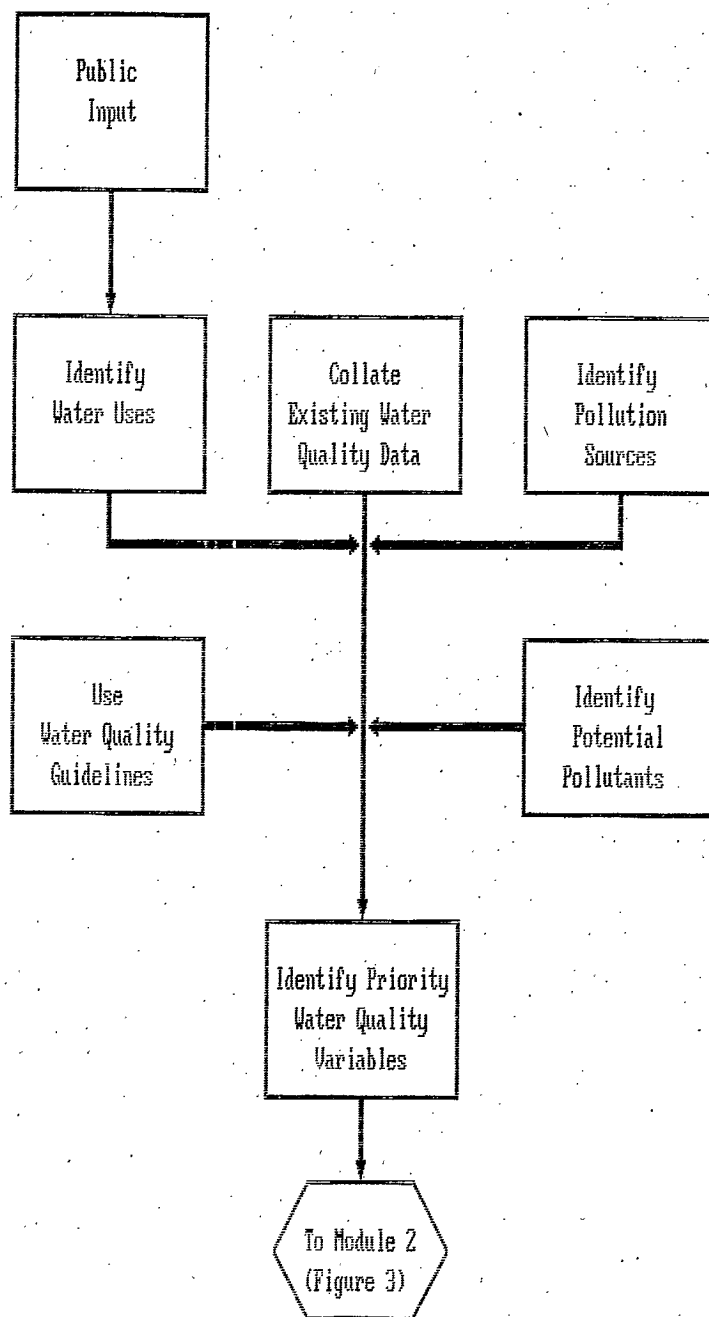 Public
Input
Identify
Water Uses
Collate
Existing Water
Quality Data
Identify
Pollution
Sources
Use
Water Quality
Guidelines
Identify
Potential
Pollutants
Identify Priority
Water Quality
Variables
To Module 2
(Figure 3)